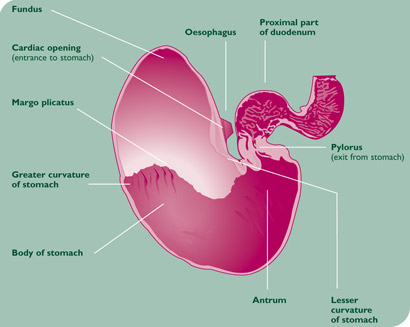 Fundus
Oesophagus
Proximal part
of duodenum
Cardiac opening
(entrance to stomach)
Margo plicatus
Pylorus
(exit from stomach)
Greater curvature
of stomach
Body of stomach
Antrum
Lesser
curvature
of stomach